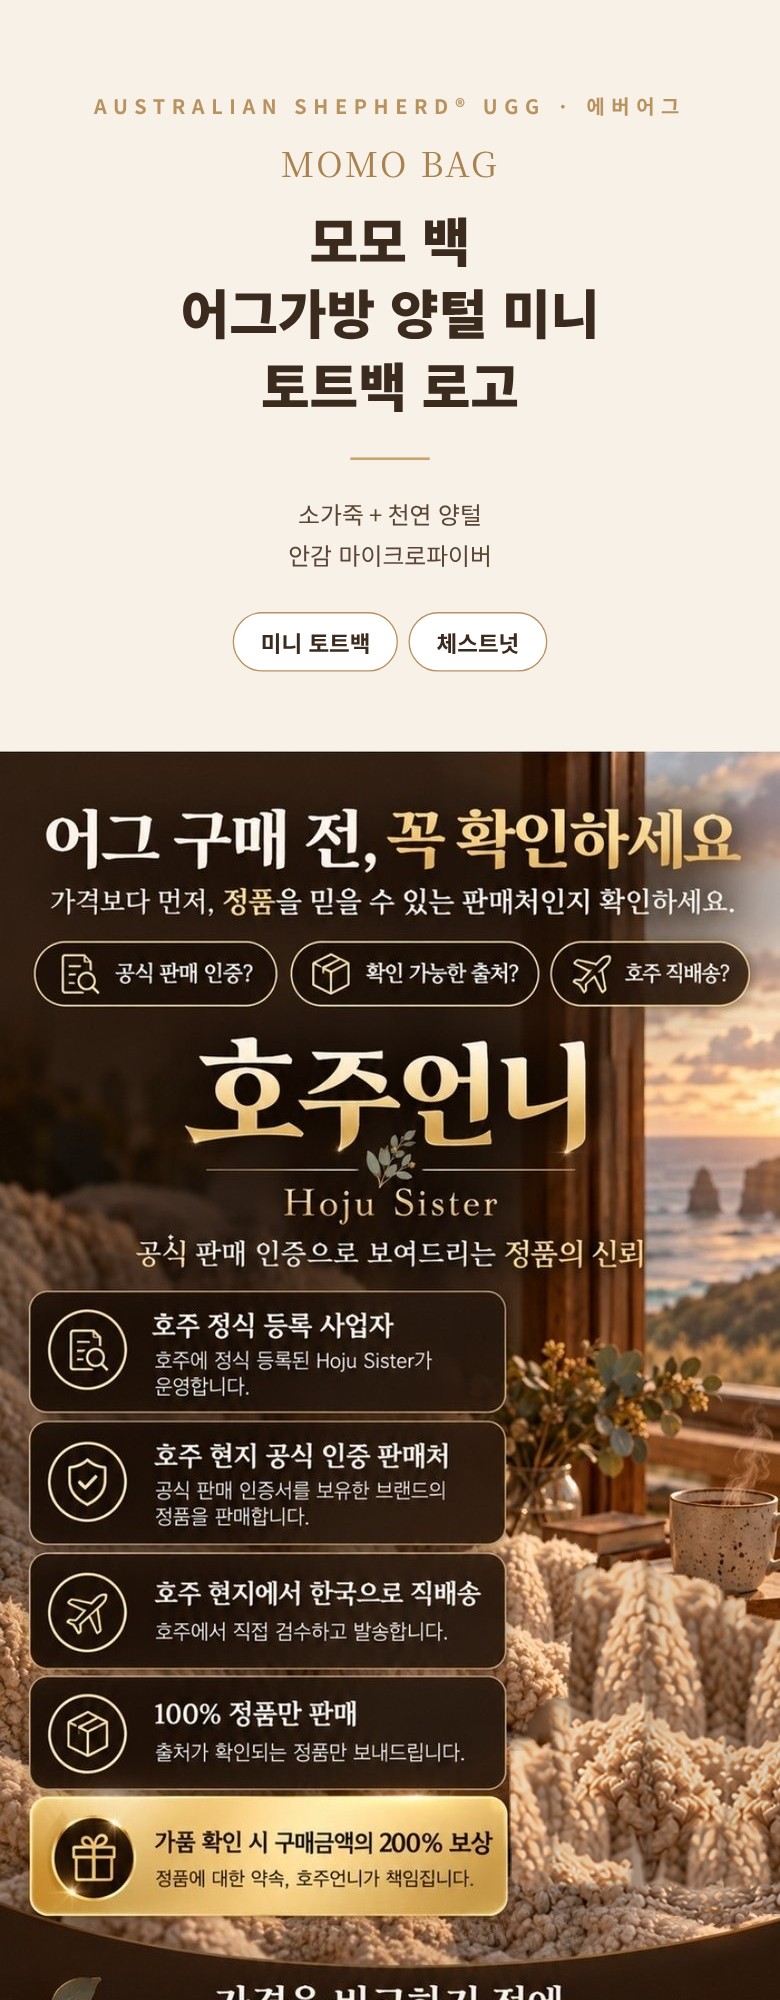 AUSTRALIAN SHEPHERD® UGG · 에버어그
MOMO BAG
모모 백
어그가방 양털 미니
토트백 로고
소가죽 + 천연 양털
안감 마이크로파이버
미니 토트백 체스트넛
어그 구매 전, 꼭 확인하세요
가격보다 먼저, 정품을 믿을 수 있는 판매처인지 확인하세요.
공식 판매 인증? 확인 가능한 출처? 호주 직배송?
호주언니
Hoju Sister
공식 판매 인증으로 보여드리는 정품의 신뢰
호주 정식 등록 사업자
호주에 정식 등록된 Hoju Sister가
운영합니다.
호주 현지 공식 인증 판매처
공식 판매 인증서를 보유한 브랜드의
정품을 판매합니다.
호주 현지에서 한국으로 직배송
호주에서 직접 검수하고 발송합니다.
100% 정품만 판매
출처가 확인되는 정품만 보내드립니다.
가품 확인 시 구매금액의 200% 보상
정품에 대한 약속, 호주언니가 책임집니다.
가격을 비교하기 전에